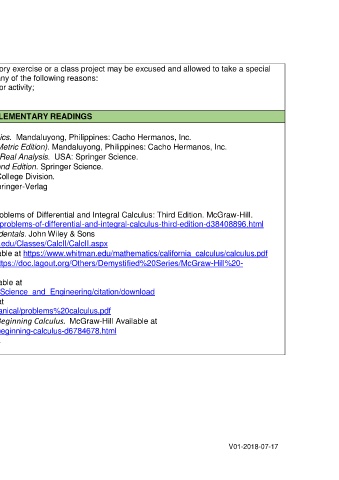 ory exercise or a class project may be excused and allowed to take a special
any of the following reasons:
or activity;
LEMENTARY READINGS
ics. Mandaluyong, Philippines: Cacho Hermanos, Inc.
Metric Edition). Mandaluyong, Philippines: Cacho Hermanos, Inc.
Real Analysis. USA: Springer Science.
nd Edition. Springer Science.
College Division.
ringer-Verlag
oblems of Differential and Integral Calculus: Third Edition. McGraw-Hill.
problems-of-differential-and-integral-calculus-third-edition-d38408896.html
dentals. John Wiley & Sons
edu/Classes/CalcII/CalcII.aspx
able at https://www.whitman.edu/mathematics/california_calculus/calculus.pdf
ttps://doc.lagout.org/Others/Demystified%20Series/McGraw-Hill%20-
able at
Science_and_Engineering/citation/download
at
anical/problems%20calculus.pdf
Beginning Calculus. McGraw-Hill Available at
eginning-calculus-d6784678.html
V01-2018-07-17